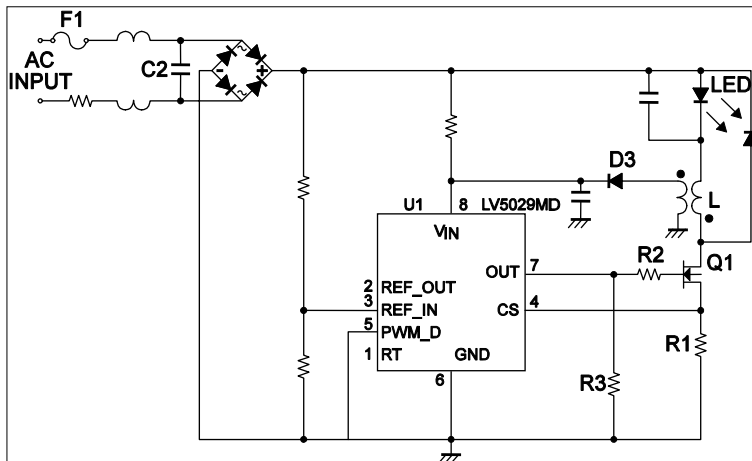 F1
AC
INPUT
C2
~
~
-
+
LED
D3
L
U1
8
LV5029MD
VIN
OUT
7
R2
Q1
2
REF_OUT
3
REF_IN
CS
4
5
PWM_D
R1
1
RT
GND
6
R3